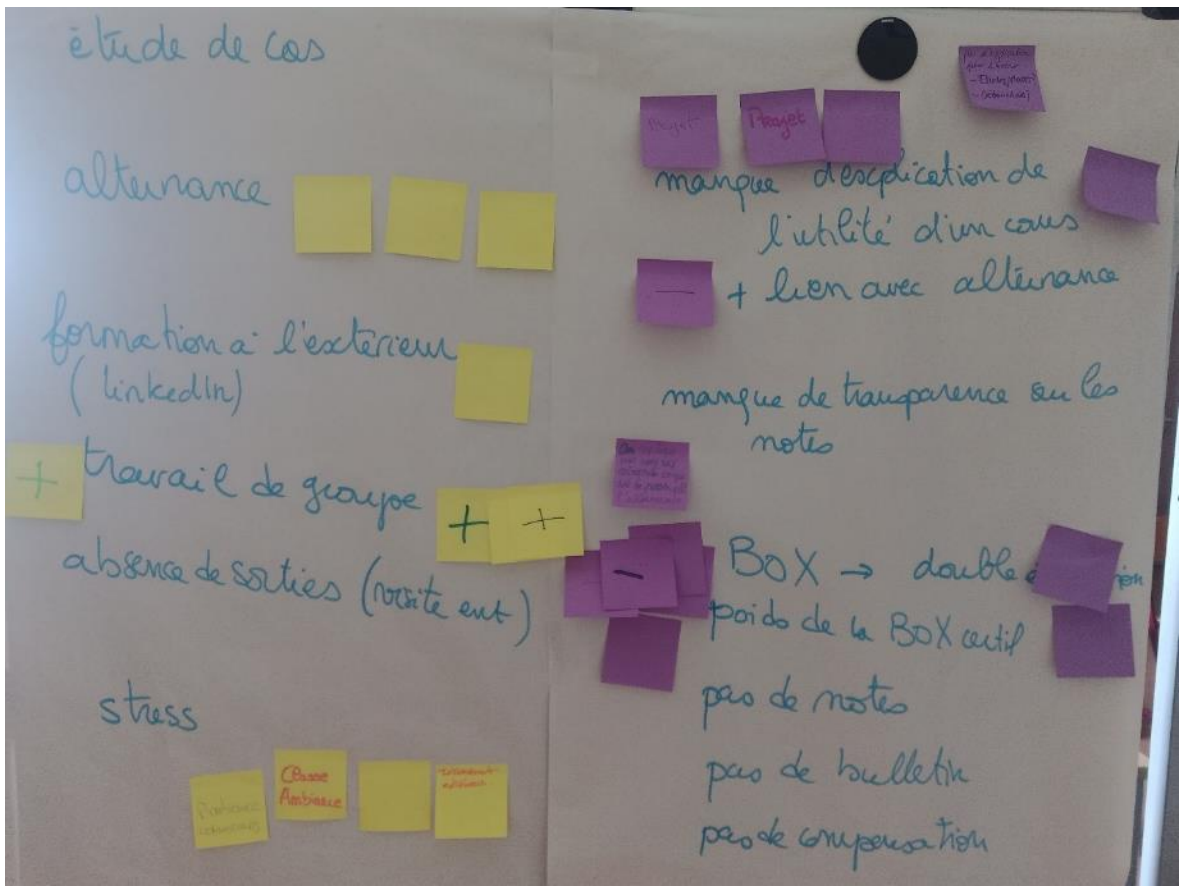 étude de cas
alternance
formation à l'extérieur
(linkedIn)
+
travail de groupe
+
+
absence de sorties (visite ent)
stress
Classe
Ambiance
Projet
Projet
manque d'explication de
l'utilité d'un cours
-
+ lien avec alternance
manque de transparence sur les
notes
-
BOX → double
poids de la BOX certif
pas de notes
pas de bulletin
pas de compensation